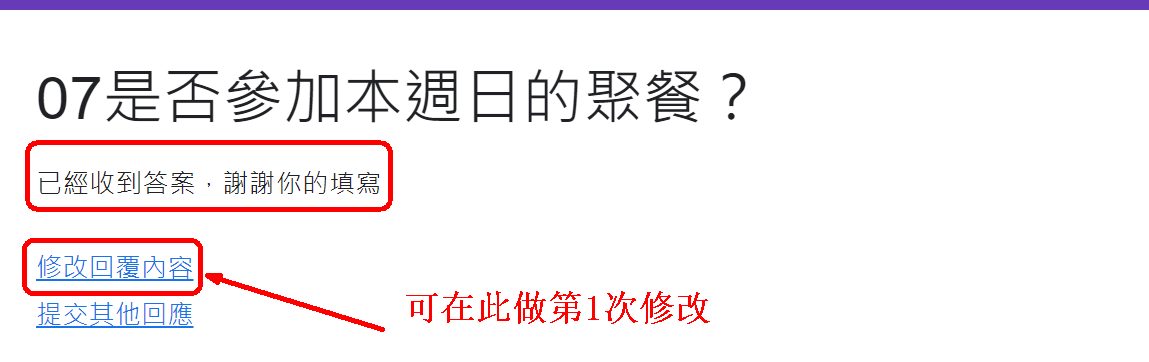 07是否參加本週日的聚餐？
已經收到答案，謝謝你的填寫
修改回覆內容
可在此做第1次修改
提交其他回應